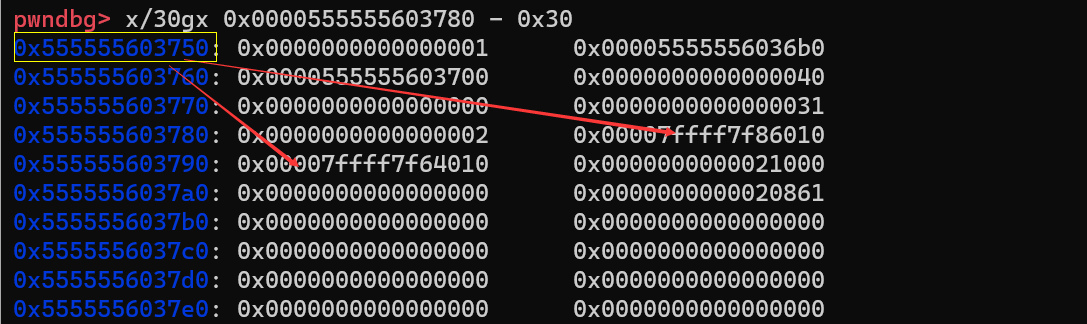 pwndbg> x/30gx 0x0000555555603780 - 0x30
0x555555603750: 0x0000000000000001 0x00005555556036b0
0x555555603760: 0x0000555555603700 0x0000000000000040
0x555555603770: 0x0000000000000000 0x0000000000000031
0x555555603780: 0x0000000000000002 0x00007ffff7f86010
0x555555603790: 0x00007ffff7f64010 0x0000000000021000
0x5555556037a0: 0x0000000000000000 0x0000000000020861
0x5555556037b0: 0x0000000000000000 0x0000000000000000
0x5555556037c0: 0x0000000000000000 0x0000000000000000
0x5555556037d0: 0x0000000000000000 0x0000000000000000
0x5555556037e0: 0x0000000000000000 0x0000000000000000